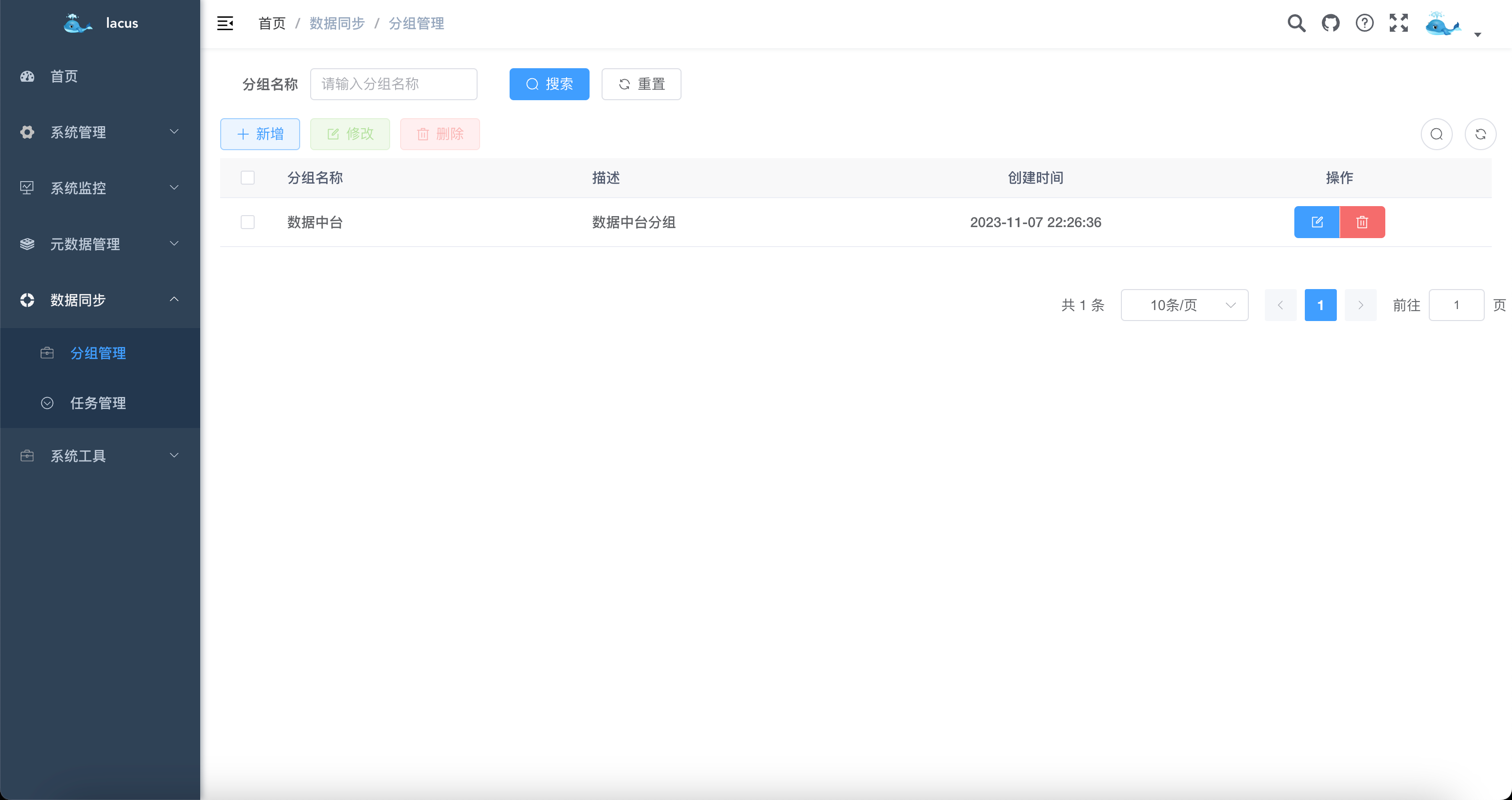 lacus
首页 / 数据同步 / 分组管理
首页
系统管理
系统监控
元数据管理
数据同步
分组管理
任务管理
系统工具
分组名称 请输入分组名称 搜索 重置
新增 修改 删除
分组名称 描述 创建时间 操作
数据中台 数据中台分组 2023-11-07 22:26:36
共 1 条 10条/页 1 前往 1 页